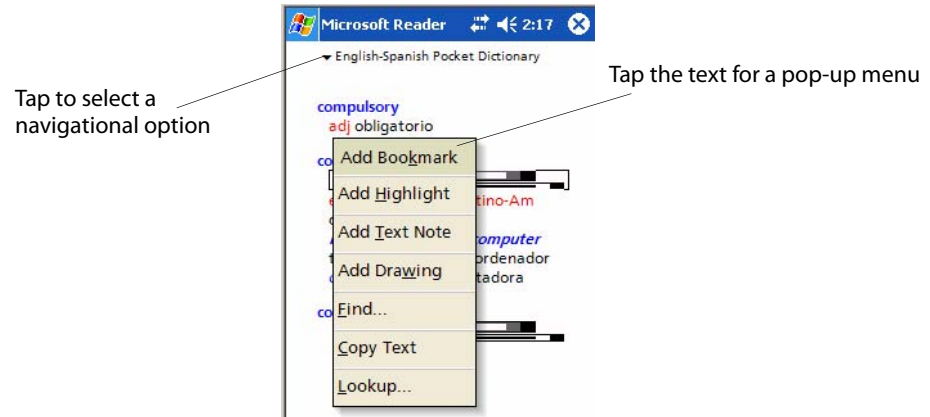 Microsoft Reader 2:17
English-Spanish Pocket Dictionary
Tap the text for a pop-up menu
Tap to select a
navigational option
compulsory
adj obligatorio
co
Add Bookmark
Add Highlight
tino-Am
Add Text Note
computer
ordenador
Add Drawing
tadora
co
Find...
Copy Text
Lookup...